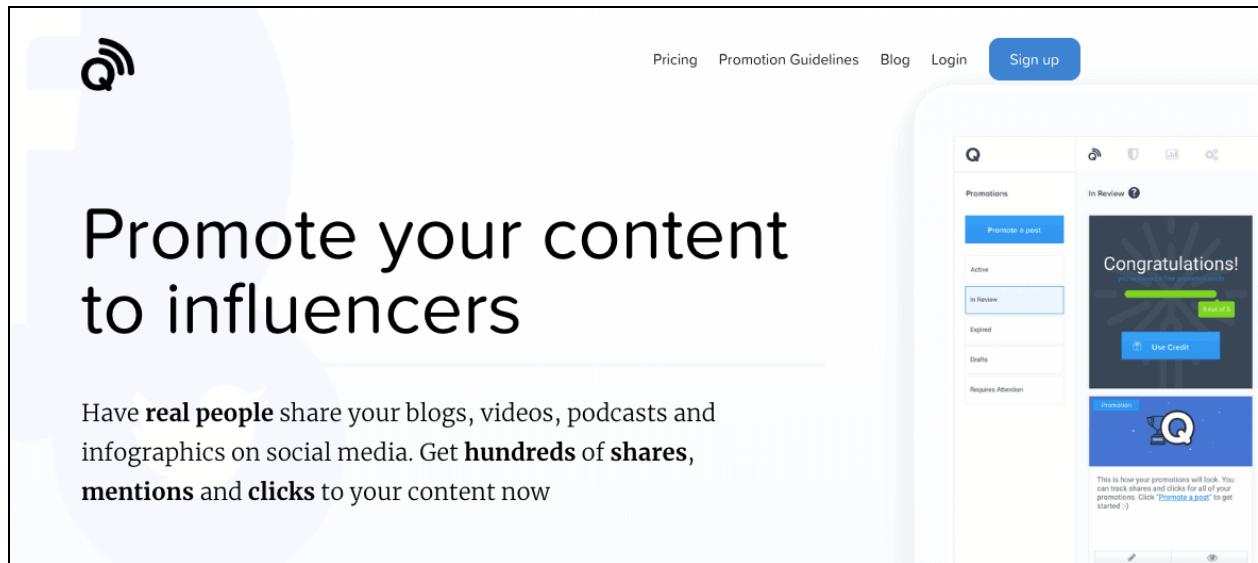 Q
Pricing Promotion Guidelines Blog Login Sign up
Promote your content
to influencers
Have real people share your blogs, videos, podcasts and
infographics on social media. Get hundreds of shares,
mentions and clicks to your content now
Q
Q
Promotions
In Review ?
Promote a post
Active
In Review
Expired
Drafts
Requires Attention
Congratulations!
5 out of 5
Use Credit
Promotion
Q
This is how your promotions will look. You
can track shares and clicks for all of your
promotions. Click "Promote a post" to get
started :-)